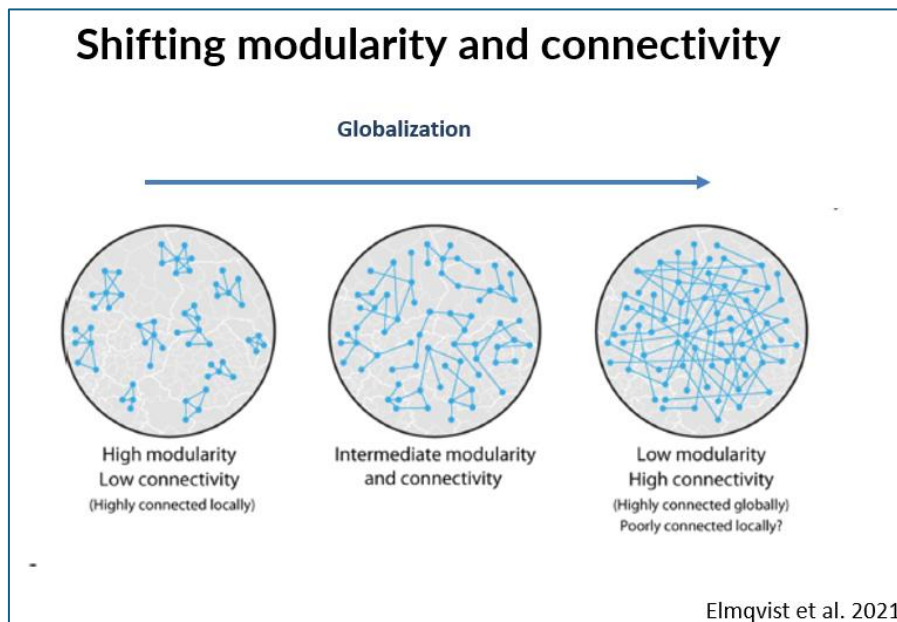 Shifting modularity and connectivity
Globalization
High modularity
Low connectivity
(Highly connected locally)
Intermediate modularity
and connectivity
Low modularity
High connectivity
(Highly connected globally)
Poorly connected locally?
Elmqvist et al. 2021